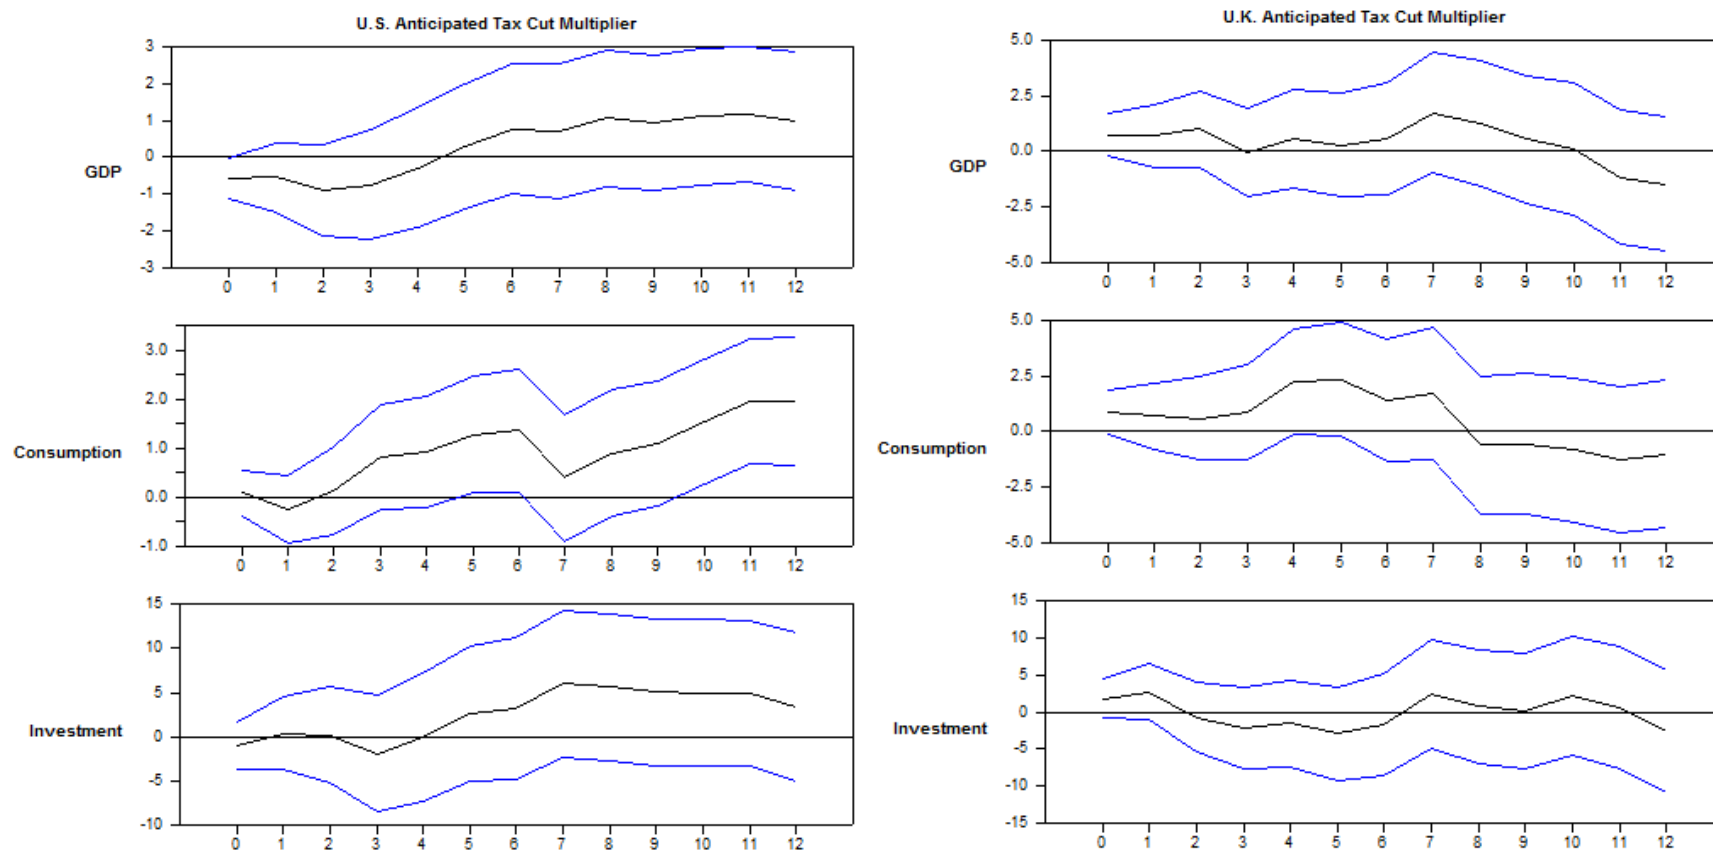 U.S. Anticipated Tax Cut Multiplier
3
2
1
0
-1
-2
-3
GDP
0 1 2 3 4 5 6 7 8 9 10 11 12
3.0
2.0
1.0
0.0
-1.0
Consumption
0 1 2 3 4 5 6 7 8 9 10 11 12
15
10
5
0
-5
-10
Investment
0 1 2 3 4 5 6 7 8 9 10 11 12
U.K. Anticipated Tax Cut Multiplier
5.0
2.5
0.0
-2.5
-5.0
GDP
0 1 2 3 4 5 6 7 8 9 10 11 12
5.0
2.5
0.0
-2.5
-5.0
Consumption
0 1 2 3 4 5 6 7 8 9 10 11 12
15
10
5
0
-5
-10
-15
Investment
0 1 2 3 4 5 6 7 8 9 10 11 12